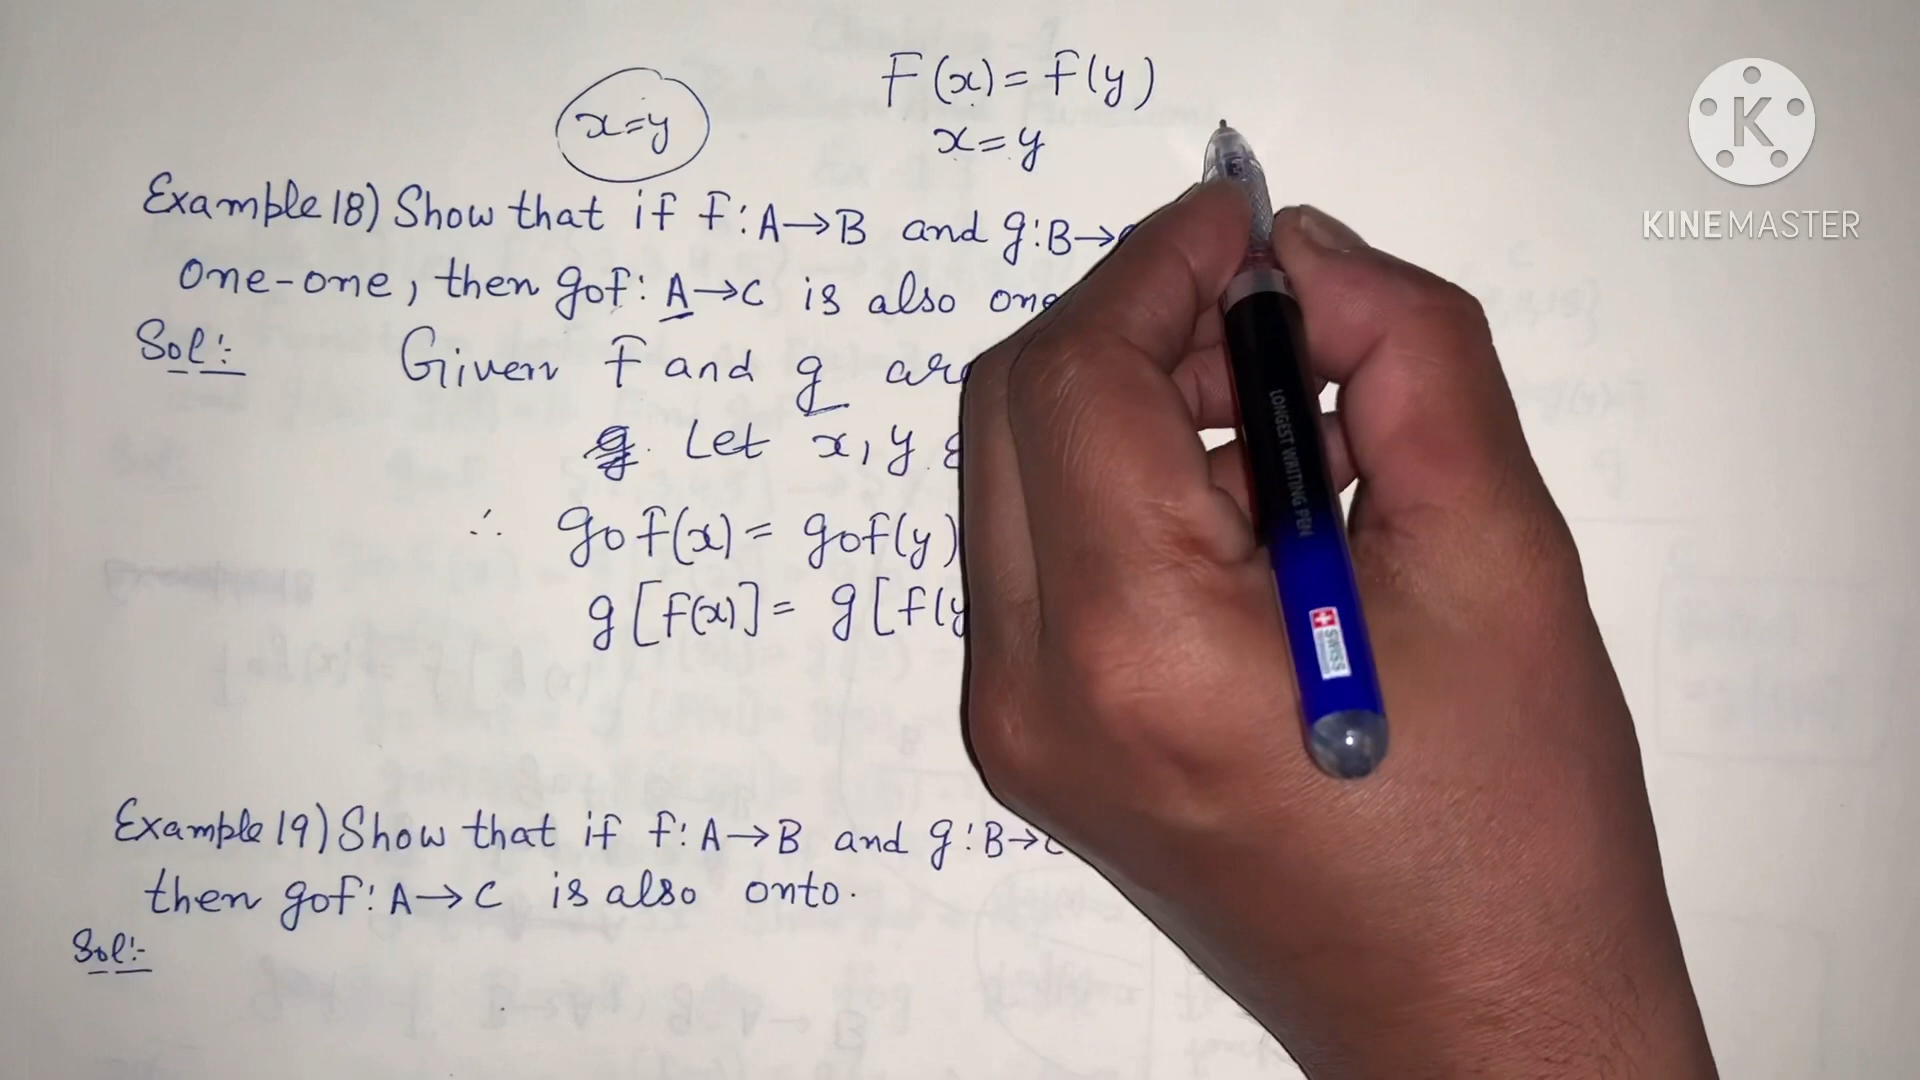 F(x) = f(y)
x=y
x=y
K
KINEMASTER
Example 18) Show that if f: A→B and g: B→
one-one, then gof: A→C is also one
Sol:-
Given f and g are
g. Let x, y
∴ gof(x) = gof(y)
g[f(x)] = g[f(y
LONGEST WRITING PEN
SWISS
Example 19) Show that if f: A→B and g: B→C
then gof: A→C is also onto.
Sol:-